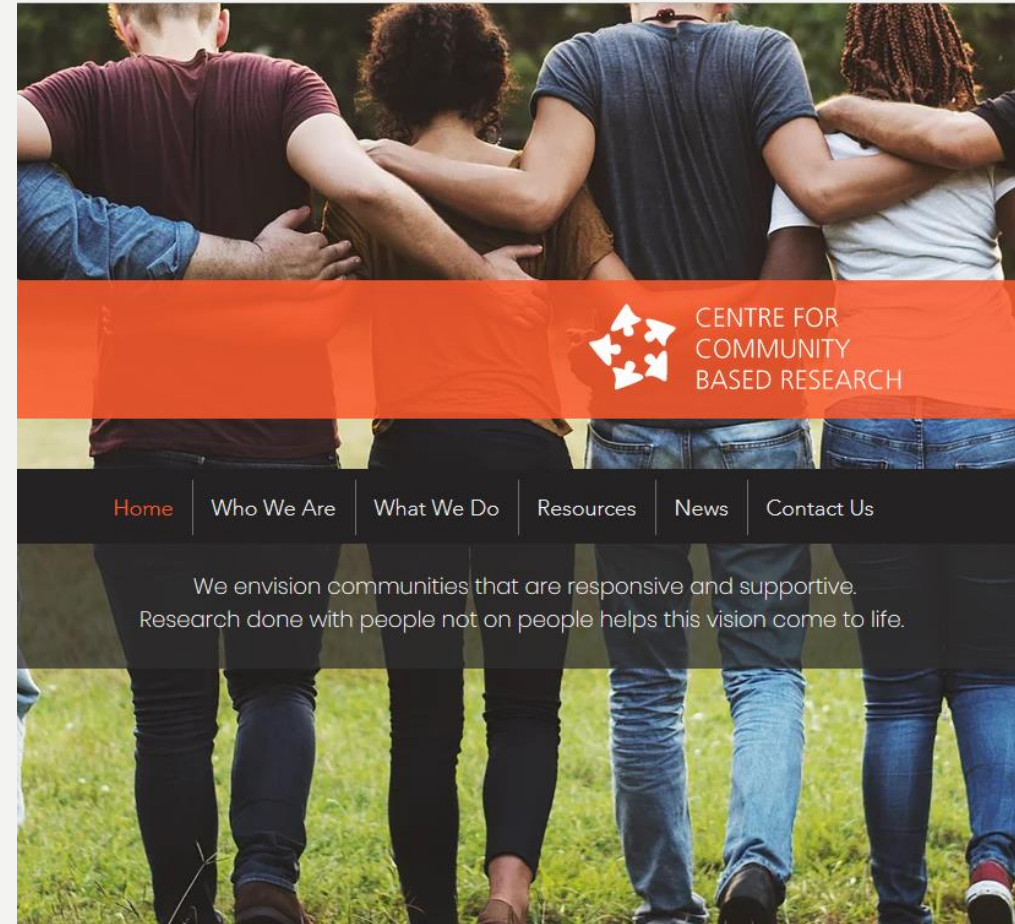 CENTRE FOR
COMMUNITY
BASED RESEARCH
Home Who We Are What We Do Resources News Contact Us
We envision communities that are responsive and supportive.
Research done with people not on people helps this vision come to life.